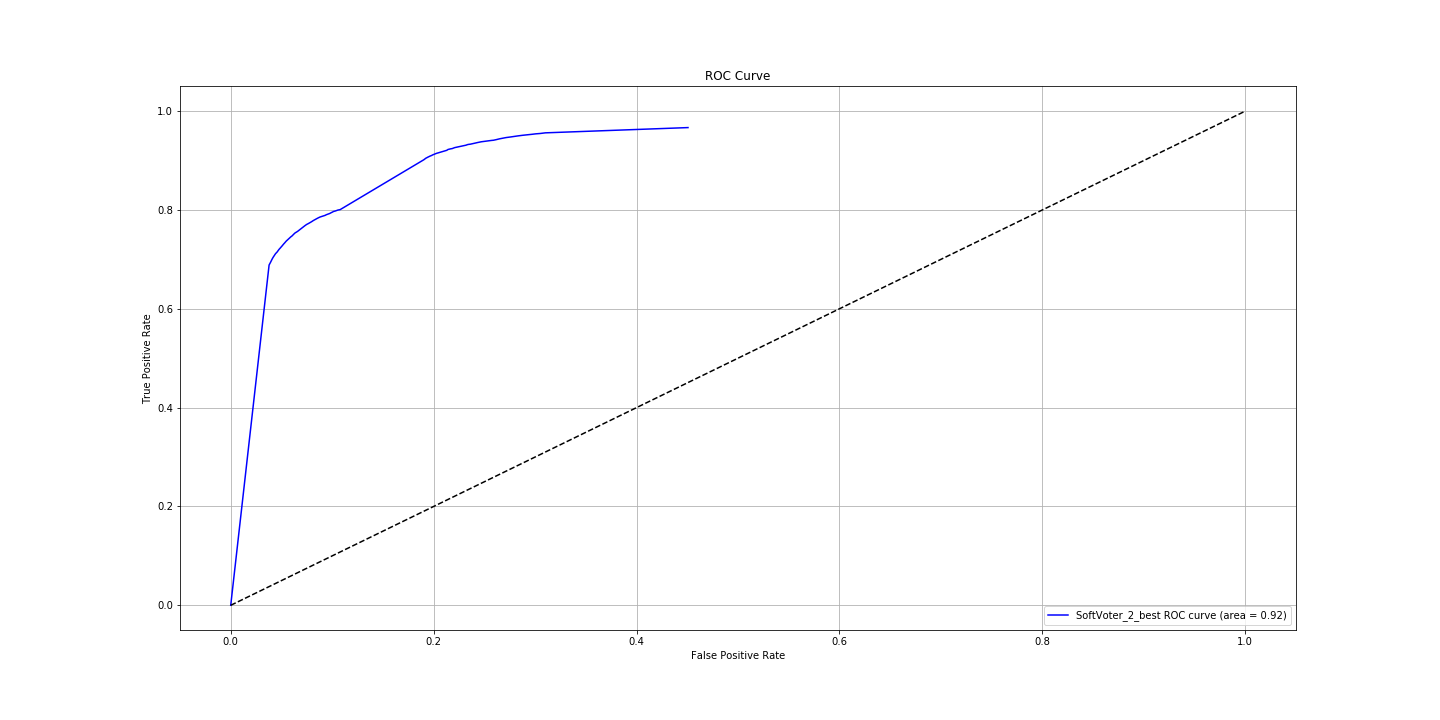 ROC Curve
1.0
0.8
0.6
0.4
0.2
0.0
True Positive Rate
0.0 0.2 0.4 0.6 0.8 1.0
False Positive Rate
SoftVoter_2_best ROC curve (area = 0.92)